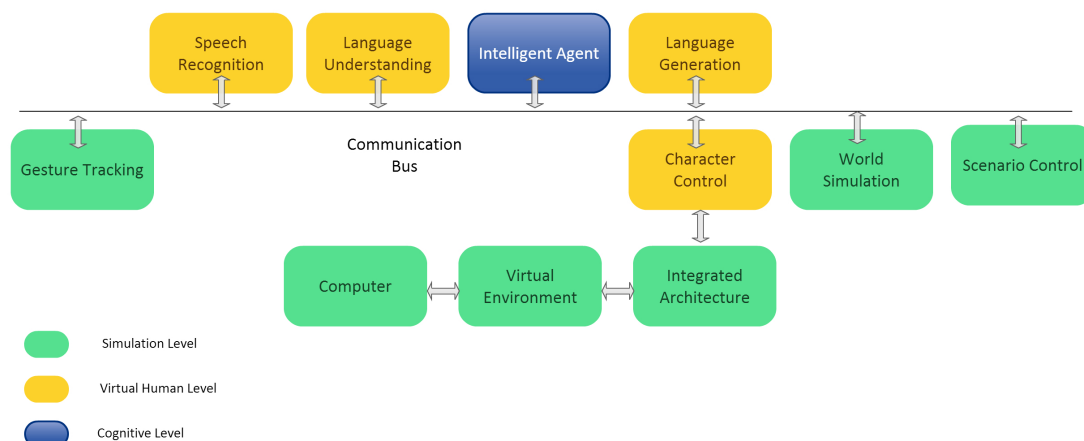 Speech
Recognition
Language
Understanding
Intelligent Agent
Language
Generation
Communication
Bus
Gesture Tracking
Character
Control
World
Simulation
Scenario Control
Computer
Virtual
Environment
Integrated
Architecture
Simulation Level
Virtual Human Level
Cognitive Level